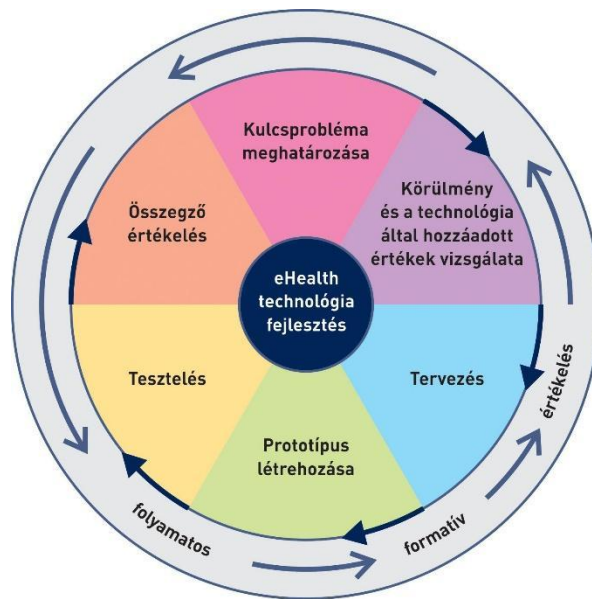 Kulcsprobléma
meghatározása
Körülmény
és a technológia
által hozzáadott
értékek vizsgálata
Összegző
értékelés
eHealth
technológia
fejlesztés
Tesztelés
Tervezés
Prototípus
létrehozása
folyamatos
formatív
értékelés